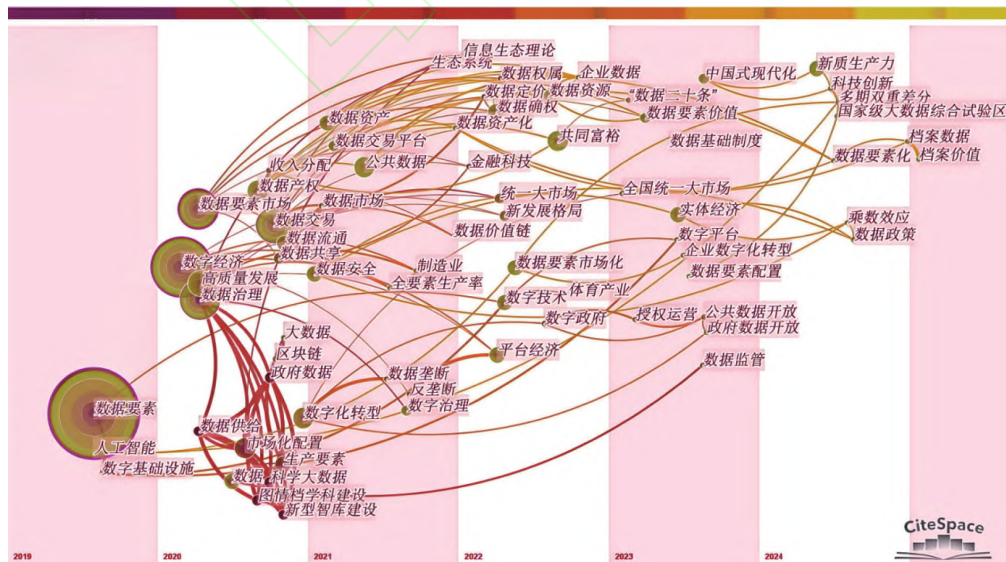 信息生态理论
生态系统
数据权属
企业数据
中国式现代化
新质生产力
科技创新
数据定价
数据资源
多期双重差分
“数据二十条”
国家级大数据综合试验区
数据确权
数据要素价值
数据资产
数据资产化
共同富裕
数据基础制度
档案数据
数据交易平台
收入分配
公共数据
金融科技
数据要素化
档案价值
数据产权
统一大市场
全国统一大市场
数据要素市场
数据市场
新发展格局
实体经济
乘数效应
数据交易
数据价值链
数字平台
数据政策
数据流通
数据共享
企业数字化转型
数字经济
数据安全
制造业
数据要素市场化
数据要素配置
高质量发展
全要素生产率
数据治理
数字技术
体育产业
大数据
数字政府
授权运营
公共数据开放
政府数据开放
区块链
平台经济
政府数据
数据垄断
数据监管
反垄断
数据要素
数字化转型
数字治理
数据供给
人工智能
市场化配置
数字基础设施
生产要素
数据
科学大数据
图情档学科建设
新型智库建设
CiteSpace
2019
2020
2021
2022
2023
2024